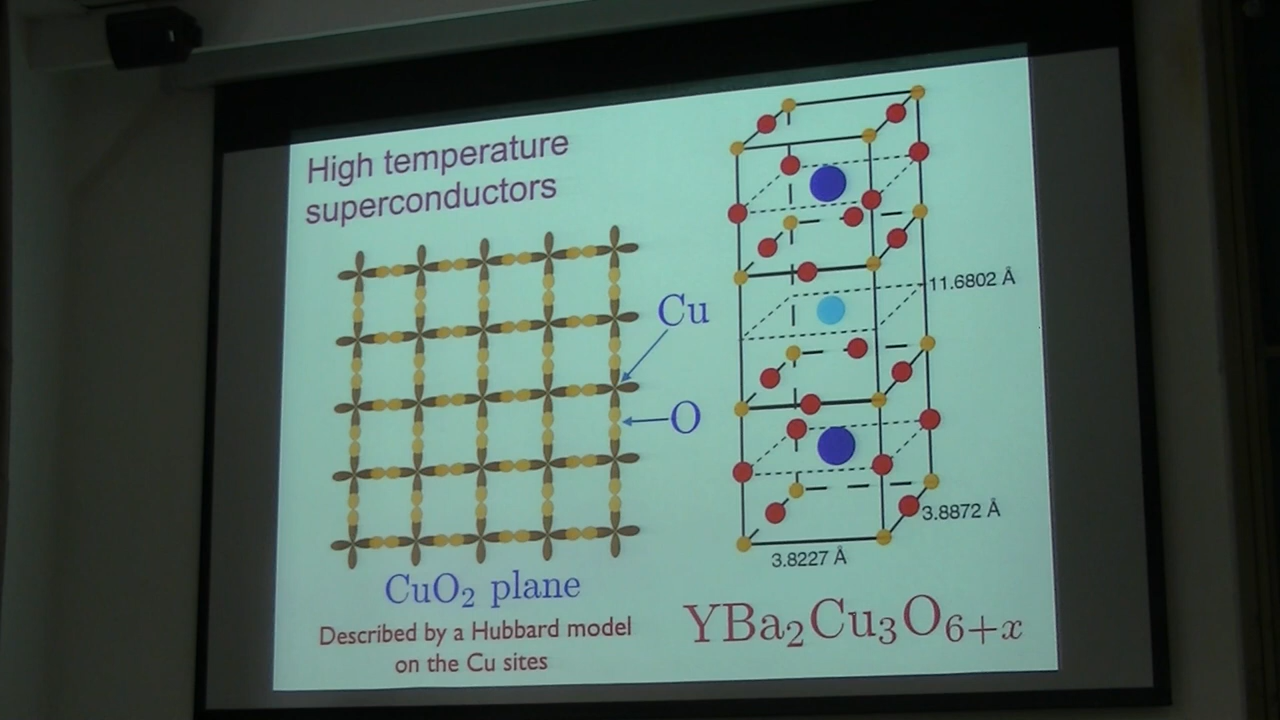 High temperature
superconductors
Cu
O
CuO₂ plane
Described by a Hubbard model
on the Cu sites
11.6802 Å
3.8872 Å
3.8227 Å
YBa₂Cu₃O₆₊ₓ